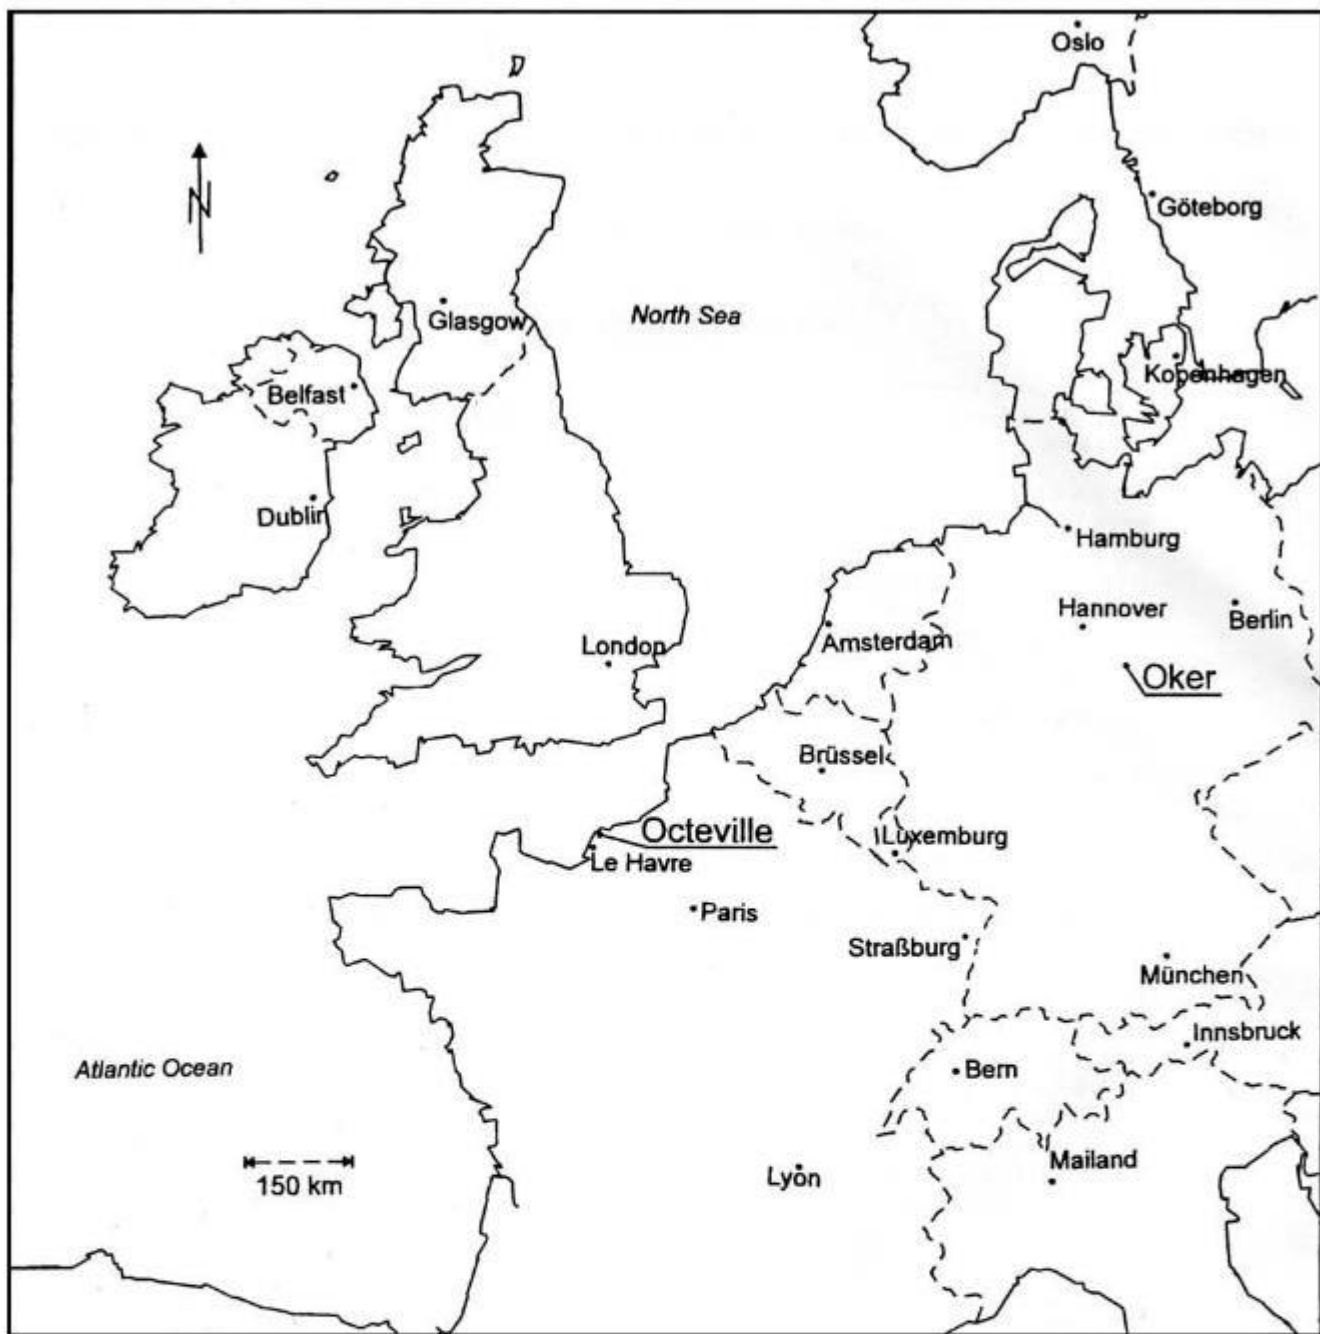 Oslo
N
Göteborg
Glasgow
North Sea
Kopenhagen
Belfast
Dublin
Hamburg
Hannover
Berlin
London
Amsterdam
Oker
Brüssel
Octeville
Luxemburg
Le Havre
Paris
Straßburg
München
Innsbruck
Atlantic Ocean
Bern
Mailand
150 km
Lyon